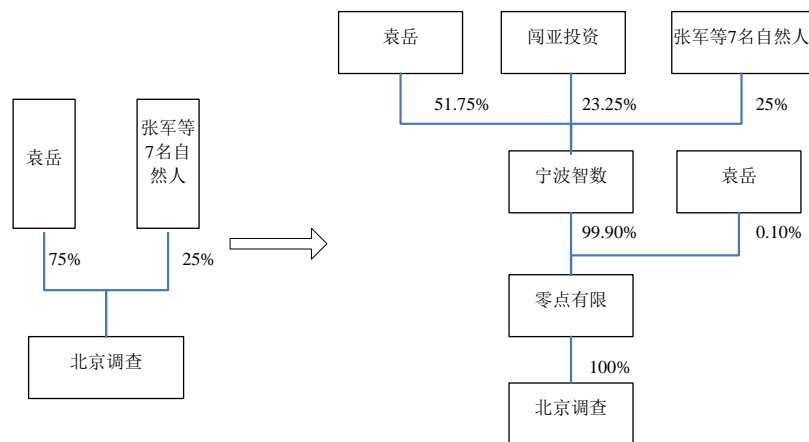 袁岳
张军等
7名自
然人
75%
25%
北京调查
袁岳
闯亚投资
张军等7名自然人
51.75%
23.25%
25%
宁波智数
袁岳
99.90%
0.10%
零点有限
100%
北京调查